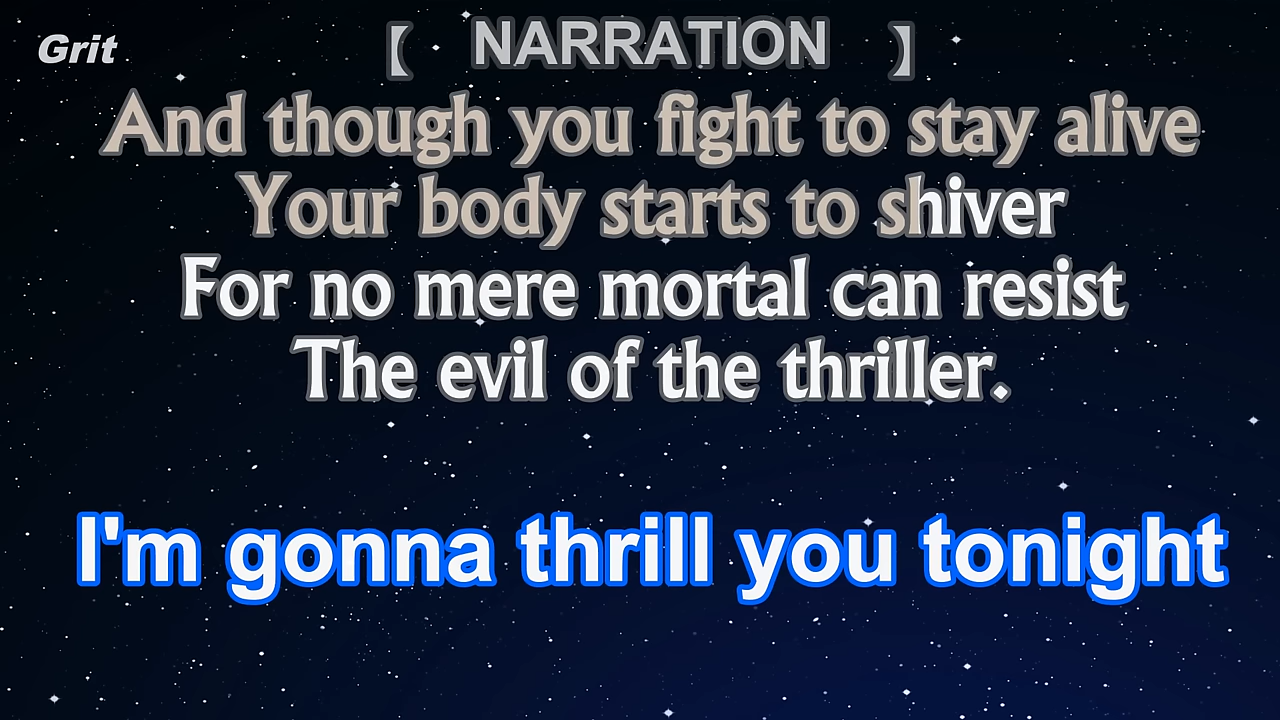 Grit
【 NARRATION 】
And though you fight to stay alive
Your body starts to shiver
For no mere mortal can resist
The evil of the thriller.
I'm gonna thrill you tonight